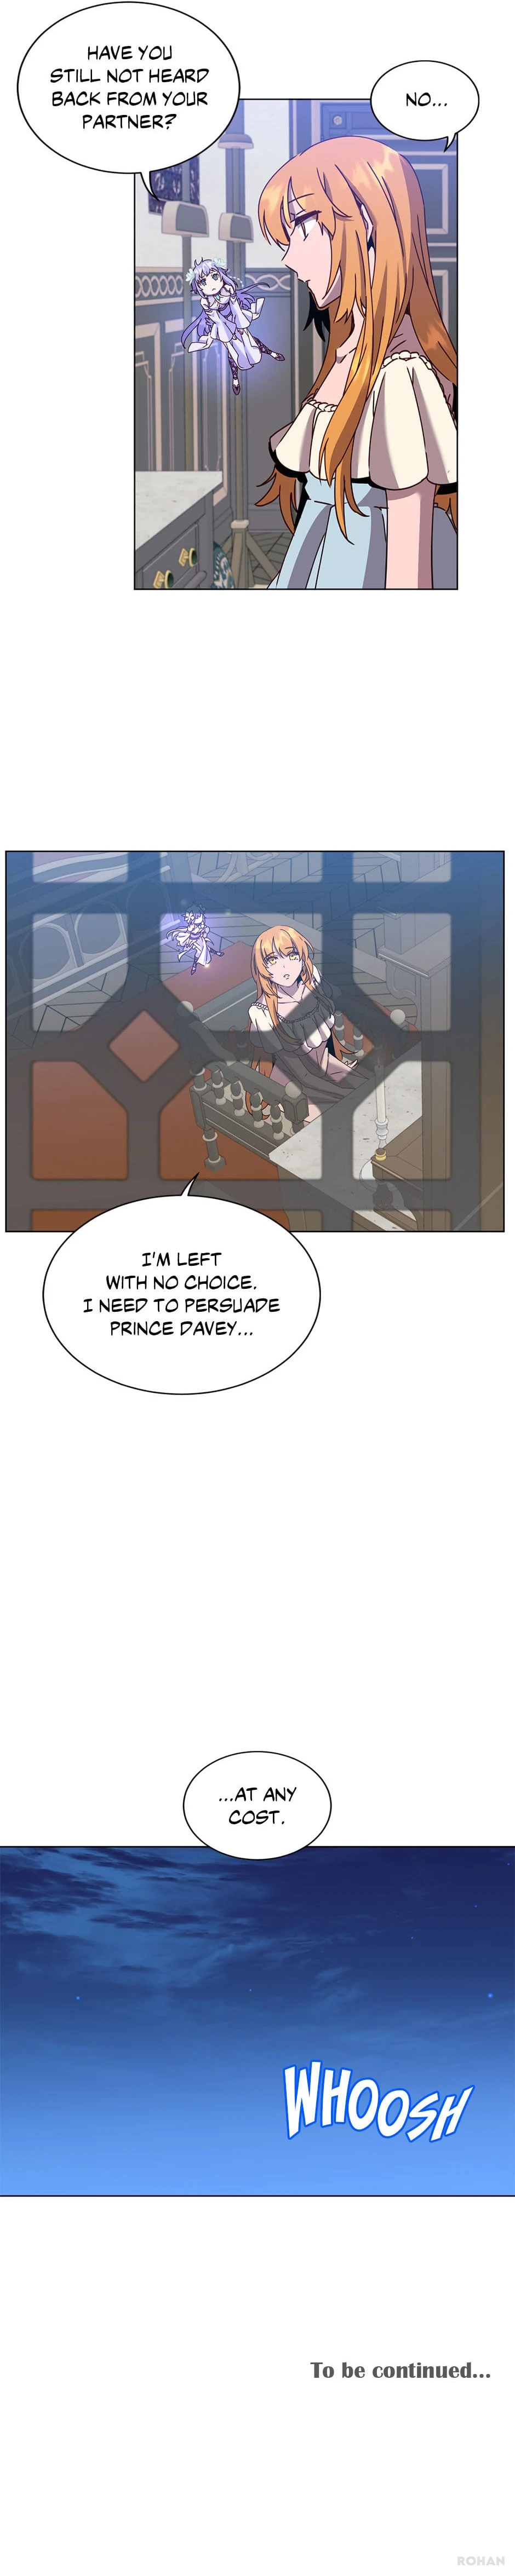 HAVE YOU
STILL NOT HEARD
BACK FROM YOUR
PARTNER?
NO...
I'M LEFT
WITH NO CHOICE.
I NEED TO PERSUADE
PRINCE DAVEY...
...AT ANY
COST.
WHOOSH
To be continued...
ROHAN